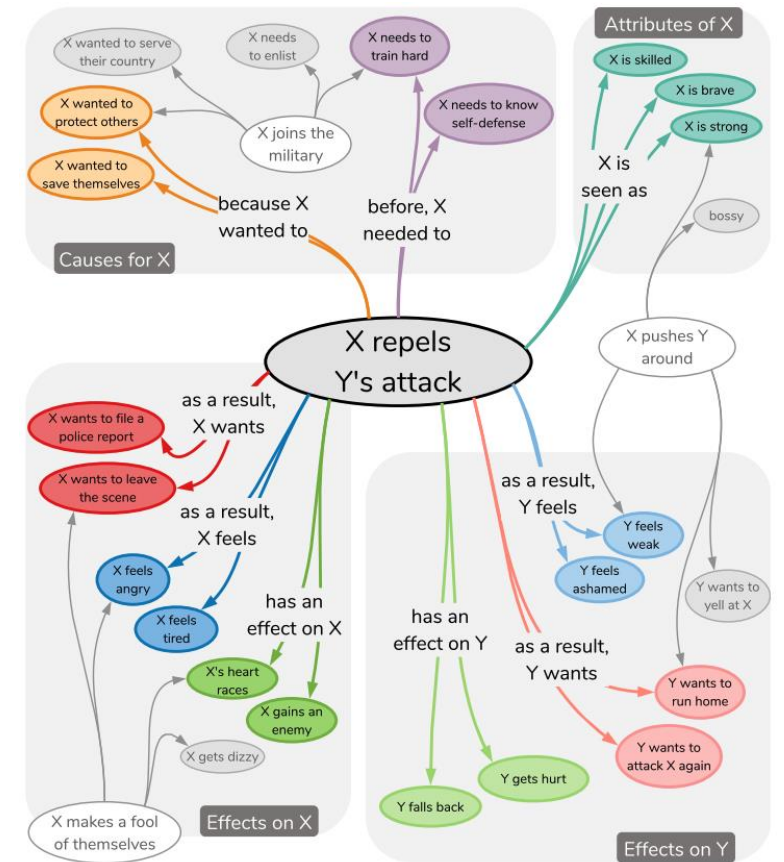 X wanted to serve
their country
X needs
to enlist
X needs to
train hard
X wanted to
protect others
X joins the
military
X needs to know
self-defense
X wanted to
save themselves
because X
wanted to
before, X
needed to
Causes for X
Attributes of X
X is skilled
X is brave
X is strong
X is
seen as
bossy
X repels
Y's attack
X pushes Y
around
as a result,
X wants
X wants to file a
police report
X wants to leave
the scene
as a result,
X feels
X feels
angry
X feels
tired
has an
effect on X
X's heart
races
X gains an
enemy
X gets dizzy
X makes a fool
of themselves
Effects on X
as a result,
Y feels
Y feels
weak
Y feels
ashamed
Y wants to
yell at X
has an
effect on Y
as a result,
Y wants
Y wants to
run home
Y wants to
attack X again
Y gets hurt
Y falls back
Effects on Y